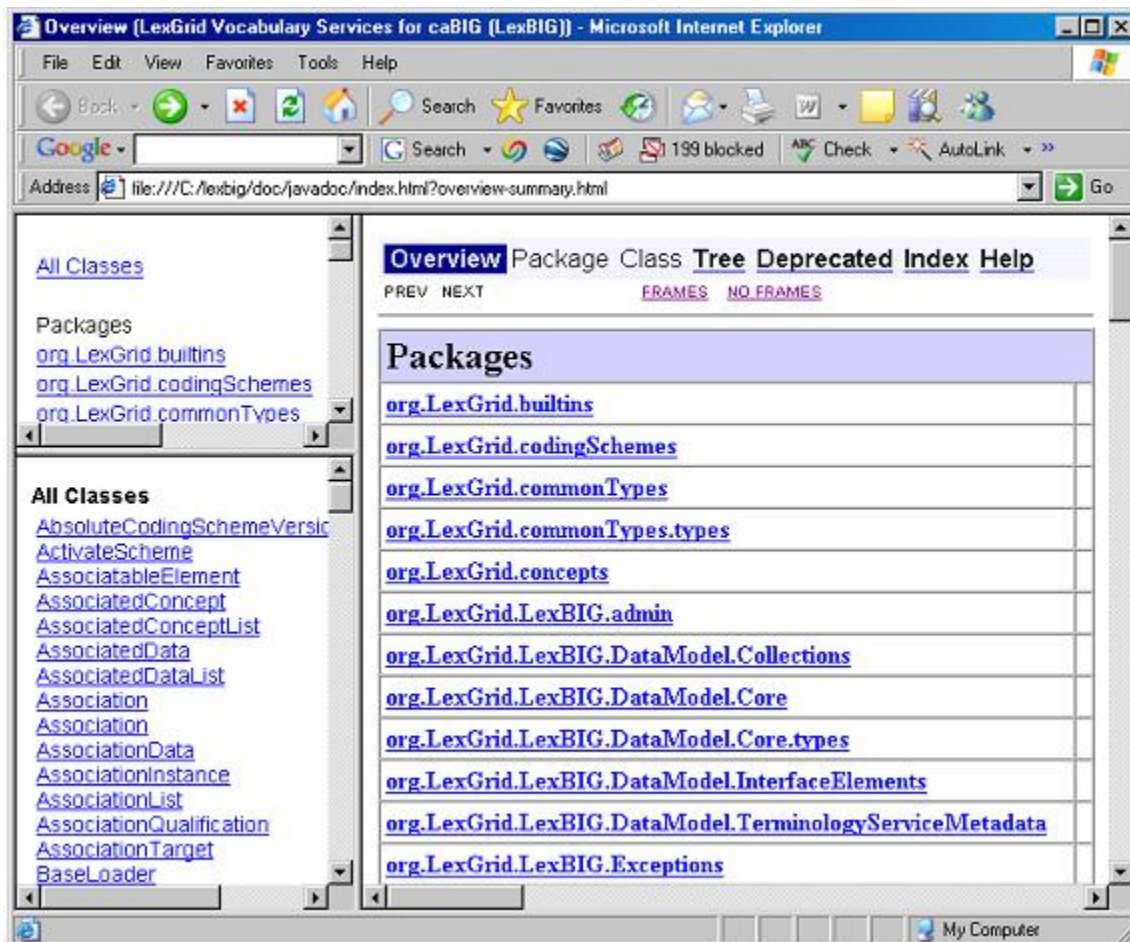 Overview (LexGrid Vocabulary Services for caBIG (LexBIG)) - Microsoft Internet Explorer
File Edit View Favorites Tools Help
Back Search Favorites
Google Search 199 blocked ABC Check AutoLink »
Address file:///C:/lexbig/doc/javadoc/index.html?overview-summary.html Go
All Classes
Packages
org.LexGrid.builtins
org.LexGrid.codingSchemes
org.LexGrid.commonTypes
All Classes
AbsoluteCodingSchemeVersic
ActivateScheme
AssociatableElement
AssociatedConcept
AssociatedConceptList
AssociatedData
AssociatedDataList
Association
Association
AssociationData
AssociationInstance
AssociationList
AssociationQualification
AssociationTarget
BaseLoader
Overview Package Class Tree Deprecated Index Help
PREV NEXT FRAMES NO FRAMES
Packages
org.LexGrid.builtins
org.LexGrid.codingSchemes
org.LexGrid.commonTypes
org.LexGrid.commonTypes.types
org.LexGrid.concepts
org.LexGrid.LexBIG.admin
org.LexGrid.LexBIG.DataModel.Collections
org.LexGrid.LexBIG.DataModel.Core
org.LexGrid.LexBIG.DataModel.Core.types
org.LexGrid.LexBIG.DataModel.InterfaceElements
org.LexGrid.LexBIG.DataModel.TerminologyServiceMetadata
org.LexGrid.LexBIG.Exceptions
My Computer